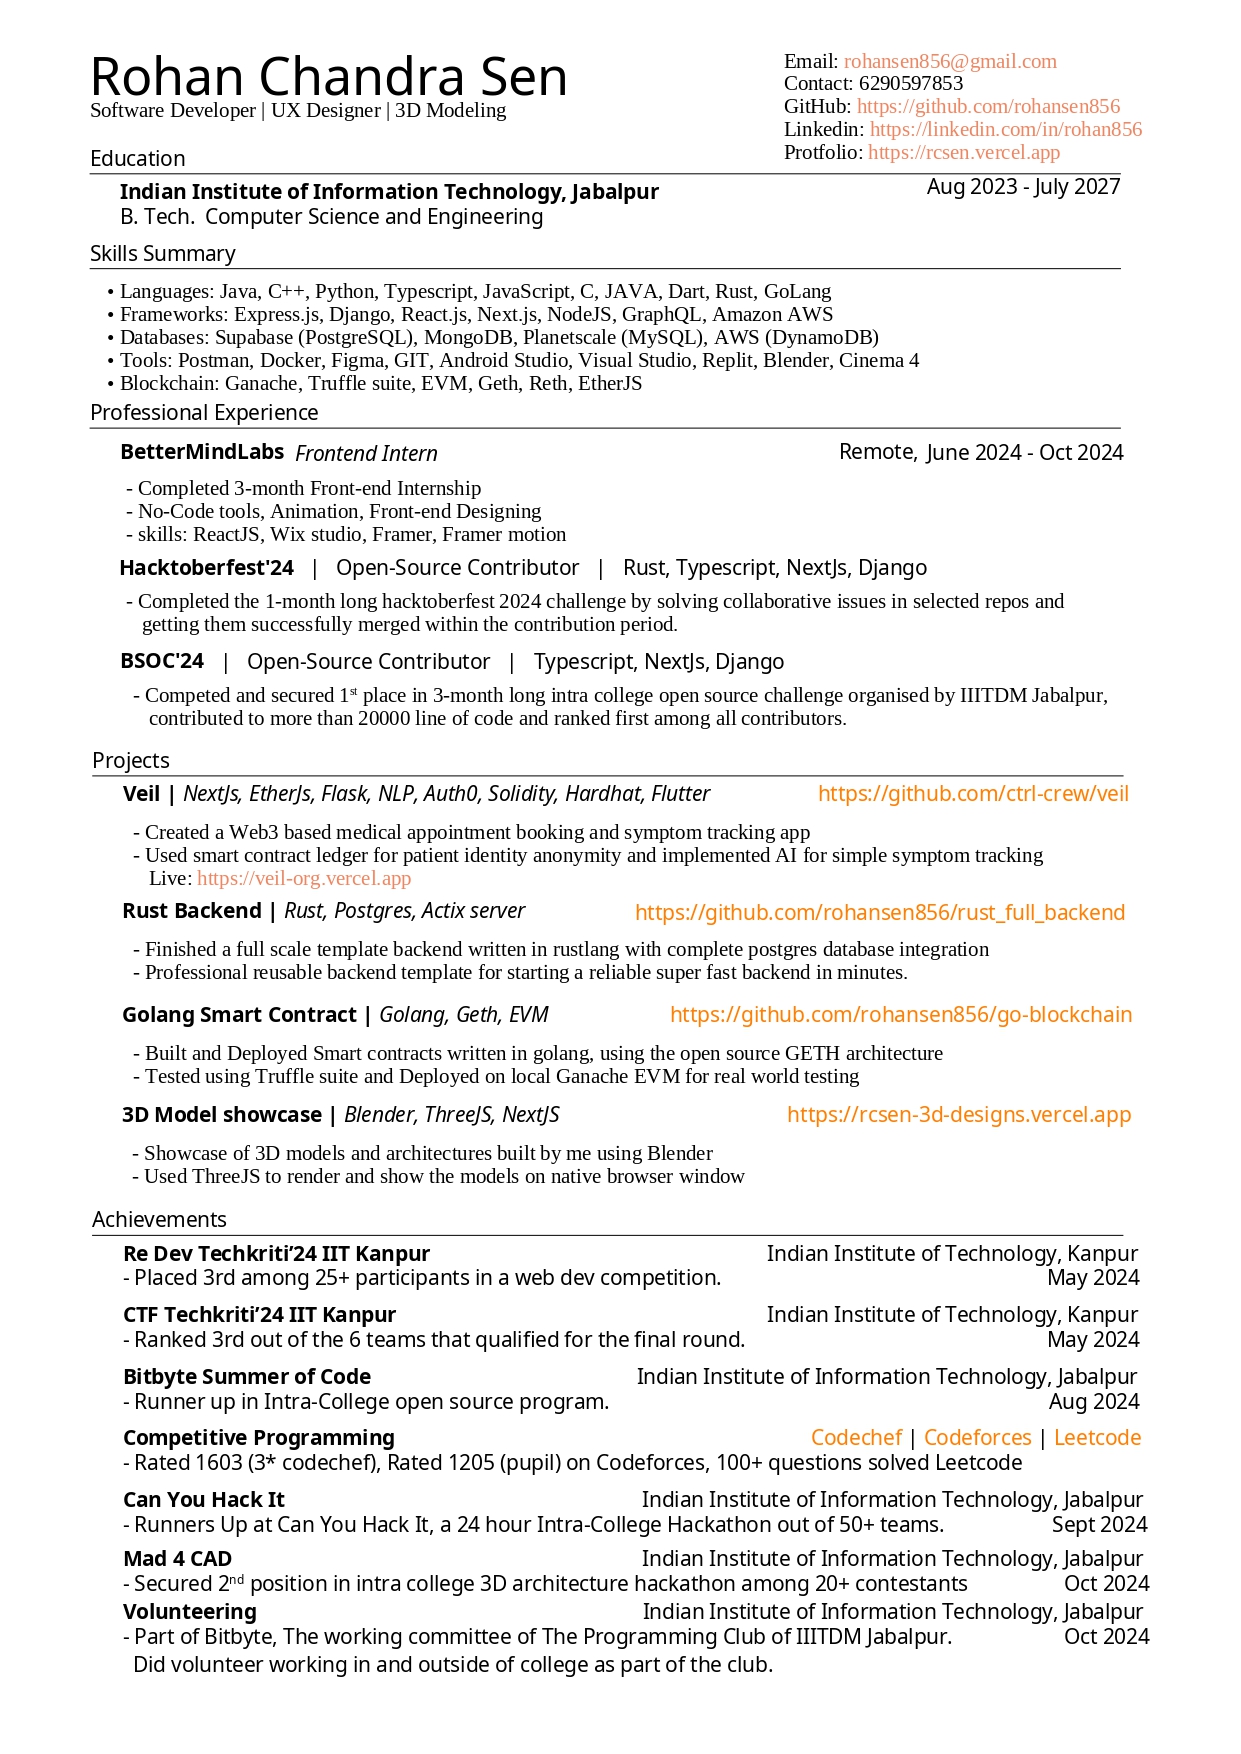 Rohan Chandra Sen
Software Developer | UX Designer | 3D Modeling
Email: rohansen856@gmail.com
Contact: 6290597853
GitHub: https://github.com/rohansen856
Linkedin: https://linkedin.com/in/rohan856
Protfolio: https://rcsen.vercel.app
Education
Indian Institute of Information Technology, Jabalpur Aug 2023 - July 2027
B. Tech. Computer Science and Engineering
Skills Summary
• Languages: Java, C++, Python, Typescript, JavaScript, C, JAVA, Dart, Rust, GoLang
• Frameworks: Express.js, Django, React.js, Next.js, NodeJS, GraphQL, Amazon AWS
• Databases: Supabase (PostgreSQL), MongoDB, Planetscale (MySQL), AWS (DynamoDB)
• Tools: Postman, Docker, Figma, GIT, Android Studio, Visual Studio, Replit, Blender, Cinema 4
• Blockchain: Ganache, Truffle suite, EVM, Geth, Reth, EtherJS
Professional Experience
BetterMindLabs Frontend Intern Remote, June 2024 - Oct 2024
- Completed 3-month Front-end Internship
- No-Code tools, Animation, Front-end Designing
- skills: ReactJS, Wix studio, Framer, Framer motion
Hacktoberfest'24 | Open-Source Contributor | Rust, Typescript, NextJs, Django
- Completed the 1-month long hacktoberfest 2024 challenge by solving collaborative issues in selected repos and
getting them successfully merged within the contribution period.
BSOC'24 | Open-Source Contributor | Typescript, NextJs, Django
- Competed and secured 1st place in 3-month long intra college open source challenge organised by IIITDM Jabalpur,
contributed to more than 20000 line of code and ranked first among all contributors.
Projects
Veil | NextJs, EtherJs, Flask, NLP, Auth0, Solidity, Hardhat, Flutter https://github.com/ctrl-crew/veil
- Created a Web3 based medical appointment booking and symptom tracking app
- Used smart contract ledger for patient identity anonymity and implemented AI for simple symptom tracking
Live: https://veil-org.vercel.app
Rust Backend | Rust, Postgres, Actix server https://github.com/rohansen856/rust_full_backend
- Finished a full scale template backend written in rustlang with complete postgres database integration
- Professional reusable backend template for starting a reliable super fast backend in minutes.
Golang Smart Contract | Golang, Geth, EVM https://github.com/rohansen856/go-blockchain
- Built and Deployed Smart contracts written in golang, using the open source GETH architecture
- Tested using Truffle suite and Deployed on local Ganache EVM for real world testing
3D Model showcase | Blender, ThreeJS, NextJS https://rcsen-3d-designs.vercel.app
- Showcase of 3D models and architectures built by me using Blender
- Used ThreeJS to render and show the models on native browser window
Achievements
Re Dev Techkriti’24 IIT Kanpur Indian Institute of Technology, Kanpur
- Placed 3rd among 25+ participants in a web dev competition. May 2024
CTF Techkriti’24 IIT Kanpur Indian Institute of Technology, Kanpur
- Ranked 3rd out of the 6 teams that qualified for the final round. May 2024
Bitbyte Summer of Code Indian Institute of Information Technology, Jabalpur
- Runner up in Intra-College open source program. Aug 2024
Competitive Programming Codechef | Codeforces | Leetcode
- Rated 1603 (3* codechef), Rated 1205 (pupil) on Codeforces, 100+ questions solved Leetcode
Can You Hack It Indian Institute of Information Technology, Jabalpur
- Runners Up at Can You Hack It, a 24 hour Intra-College Hackathon out of 50+ teams. Sept 2024
Mad 4 CAD Indian Institute of Information Technology, Jabalpur
- Secured 2nd position in intra college 3D architecture hackathon among 20+ contestants Oct 2024
Volunteering Indian Institute of Information Technology, Jabalpur
- Part of Bitbyte, The working committee of The Programming Club of IIITDM Jabalpur. Oct 2024
Did volunteer working in and outside of college as part of the club.